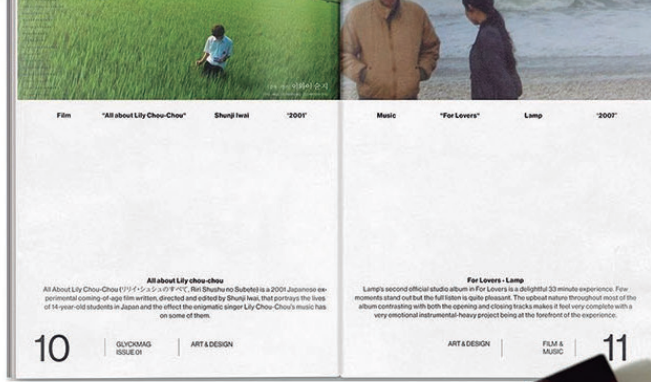 이와이 슌지
Film "All about Lily Chou-Chou" Shunji Iwai "2001"
All about Lily chou-chou
All About Lily Chou-Chou (リリイ・シュシュのすべて, Riri Shushu no Subete) is a 2001 Japanese ex-
perimental coming-of-age film written, directed and edited by Shunji Iwai, that portrays the lives
of 14-year-old students in Japan and the effect the enigmatic singer Lily Chou-Chou's music has
on some of them.
10
GLYCKMAG
ISSUE 01
ART & DESIGN
Music "For Lovers" Lamp "2007"
For Lovers - Lamp
Lamp's second official studio album in For Lovers is a delightful 33 minute experience. Few
moments stand out but the full listen is quite pleasant. The upbeat nature throughout most of the
album contrasting with both the opening and closing tracks makes it feel very complete with a
very emotional instrumental-heavy project being at the forefront of the experience.
ART & DESIGN
FILM &
MUSIC
11